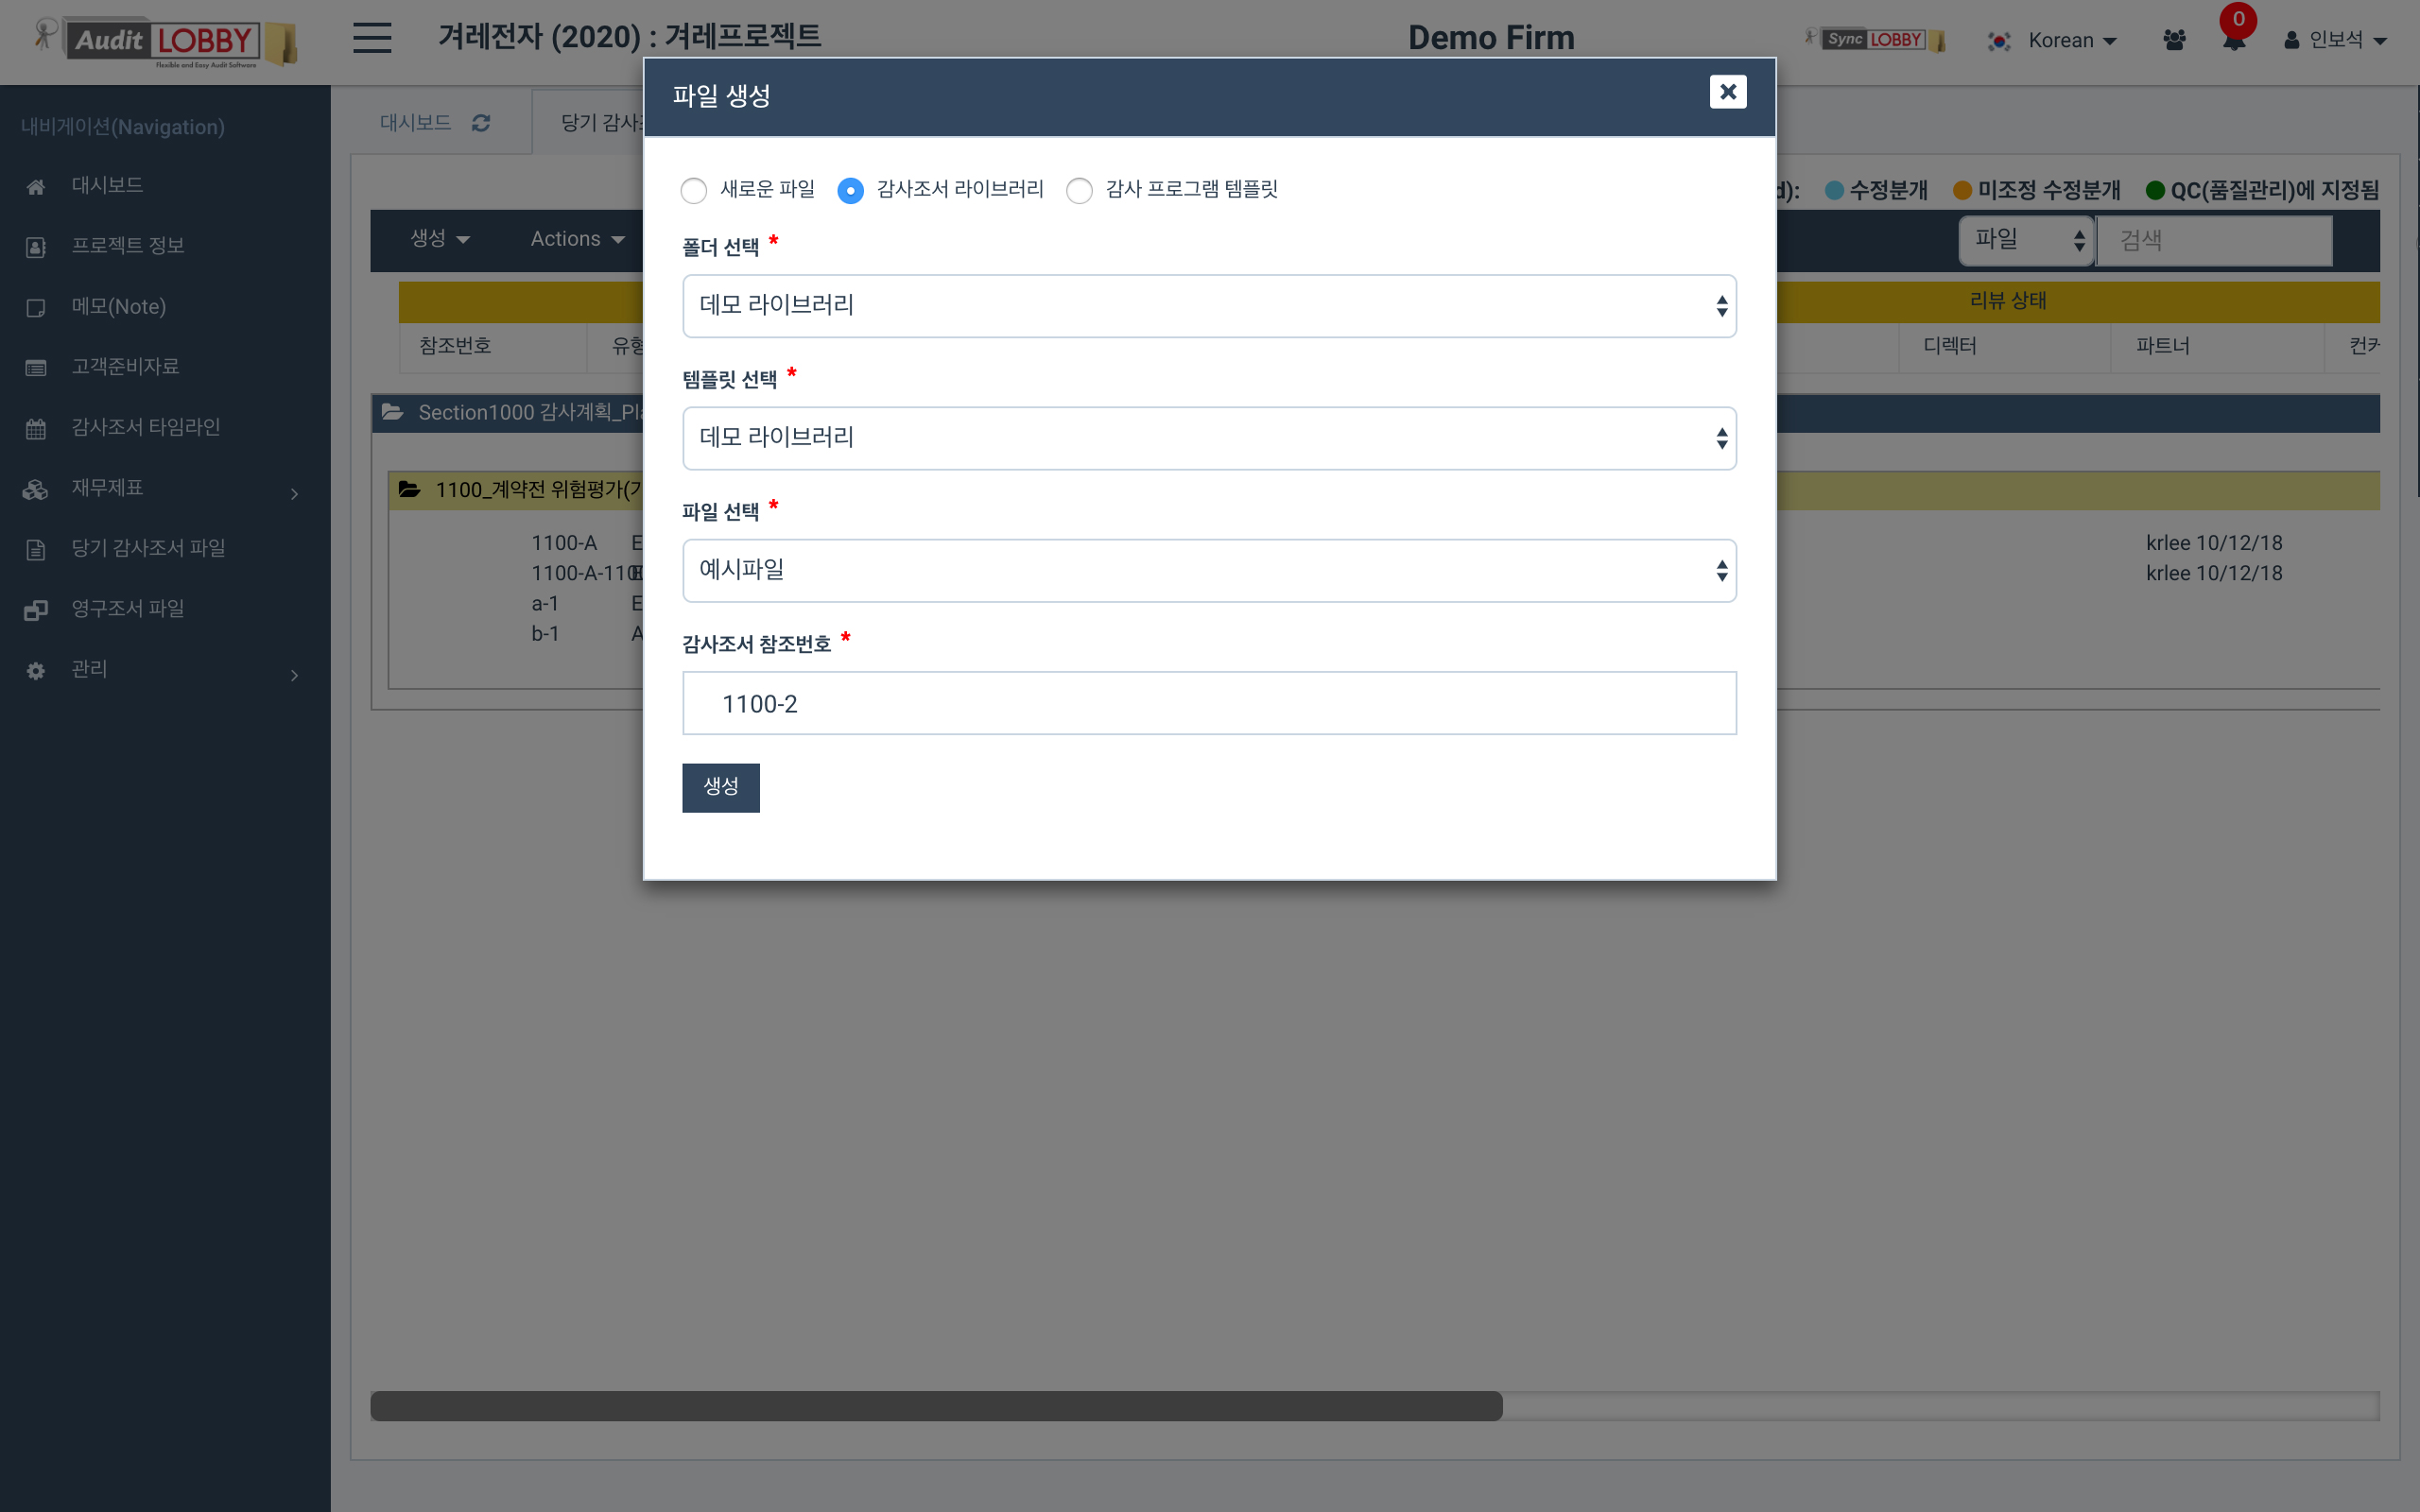 Audit LOBBY
Flexible and Easy Audit Software
겨레전자 (2020) : 겨레프로젝트
Demo Firm
Sync LOBBY
Korean
0
인보석
내비게이션(Navigation)
대시보드
프로젝트 정보
메모(Note)
고객준비자료
감사조서 타임라인
재무제표
당기 감사조서 파일
영구조서 파일
관리
대시보드
당기 감사조
d):
수정분개
미조정 수정분개
QC(품질관리)에 지정됨
생성
Actions
파일
검색
리뷰 상태
참조번호
유형
디렉터
파트너
Section1000 감사계획_Pla
1100_계약전 위험평가(기
1100-A
E
krlee 10/12/18
1100-A-110
krlee 10/12/18
a-1
E
b-1
A
파일 생성
새로운 파일
감사조서 라이브러리
감사 프로그램 템플릿
폴더 선택 *
데모 라이브러리
템플릿 선택 *
데모 라이브러리
파일 선택 *
예시파일
감사조서 참조번호 *
1100-2
생성